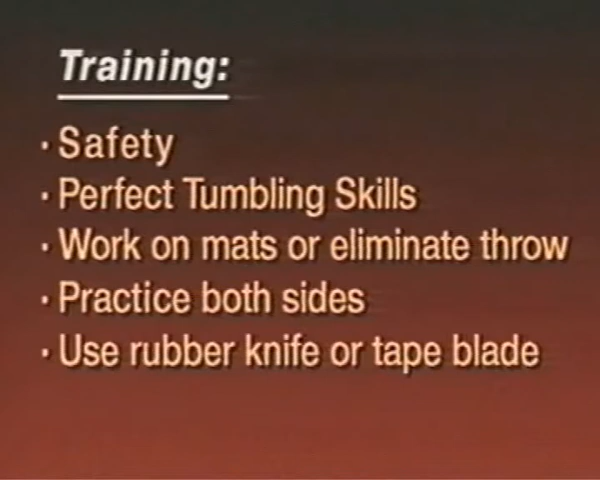 Training:
· Safety
· Perfect Tumbling Skills
· Work on mats or eliminate throw
· Practice both sides
· Use rubber knife or tape blade